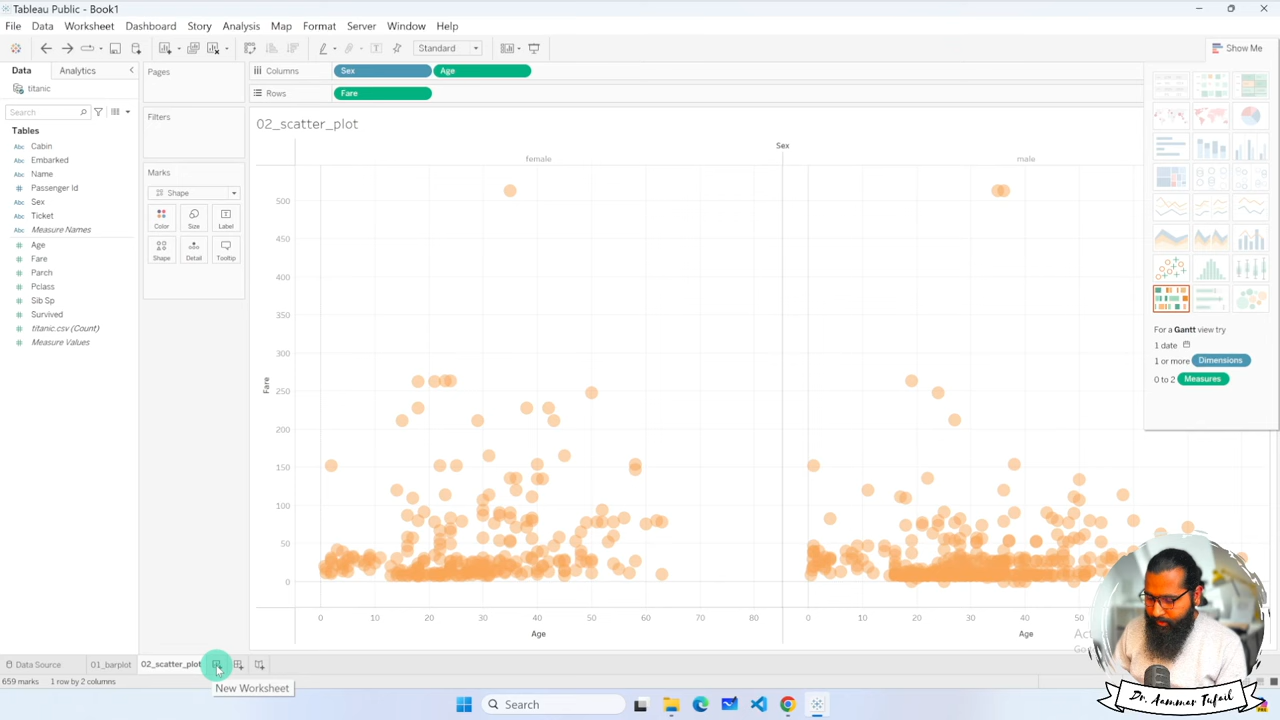 Tableau Public - Book1
File Data Worksheet Dashboard Story Analysis Map Format Server Window Help
Standard
Show Me
Data Analytics
titanic
Search
Tables
Abc Cabin
Abc Embarked
Abc Name
# Passenger Id
Abc Sex
Abc Ticket
Abc Measure Names
# Age
# Fare
# Parch
# Pclass
# Sib Sp
# Survived
# titanic.csv (Count)
# Measure Values
Pages
Filters
Marks
Shape
Color Size Label
Shape Detail Tooltip
Columns Sex Age
Rows Fare
02_scatter_plot
Sex
female male
500
450
400
350
300
250
200
150
100
50
0
Fare
0 10 20 30 40 50 60 70 80 0 10 20 30 40 50
Age Age
For a Gantt view try
1 date
1 or more Dimensions
0 to 2 Measures
Data Source 01_barplot 02_scatter_plot
659 marks 1 row by 2 columns
New Worksheet
Search
Dr. Aammar Tufail